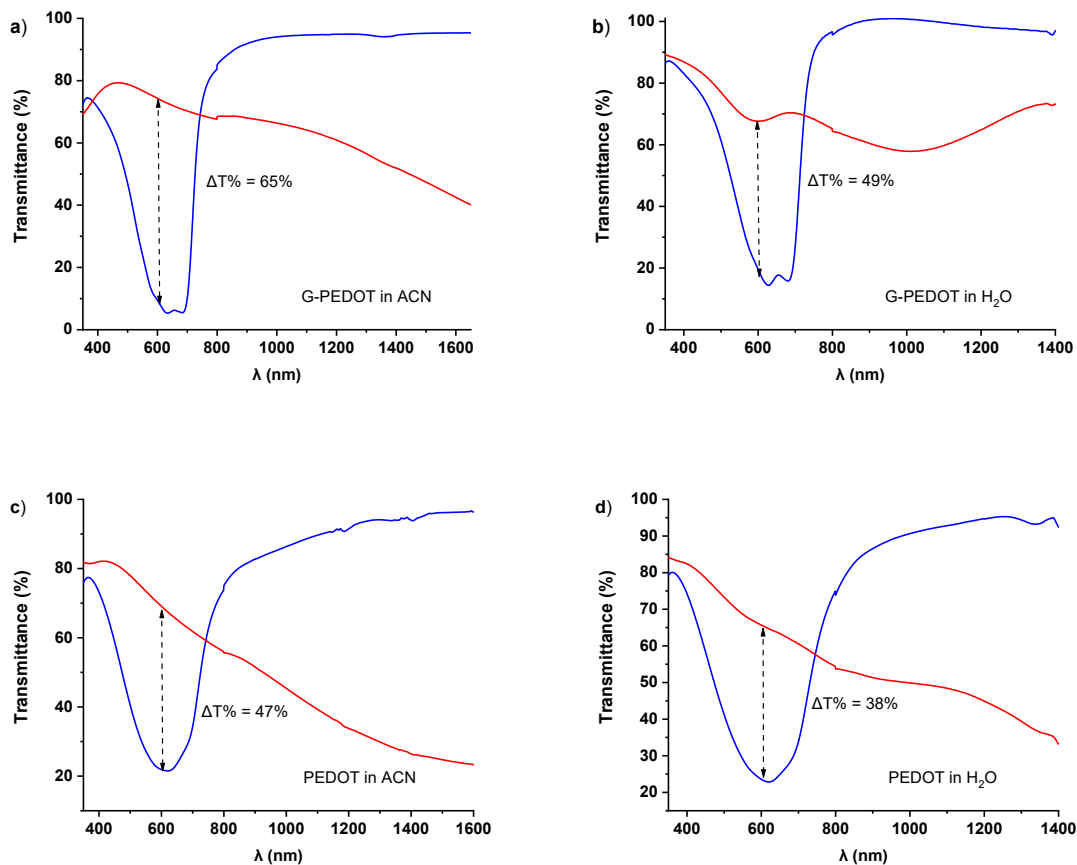 a)
100
80
60
40
20
0
Transmittance (%)
ΔT% = 65%
G-PEDOT in ACN
400 600 800 1000 1200 1400 1600
λ (nm)
b)
100
80
60
40
20
0
Transmittance (%)
ΔT% = 49%
G-PEDOT in H₂O
400 600 800 1000 1200 1400
λ (nm)
c)
100
80
60
40
20
Transmittance (%)
ΔT% = 47%
PEDOT in ACN
400 600 800 1000 1200 1400 1600
λ (nm)
d)
100
90
80
70
60
50
40
30
20
Transmittance (%)
ΔT% = 38%
PEDOT in H₂O
400 600 800 1000 1200 1400
λ (nm)